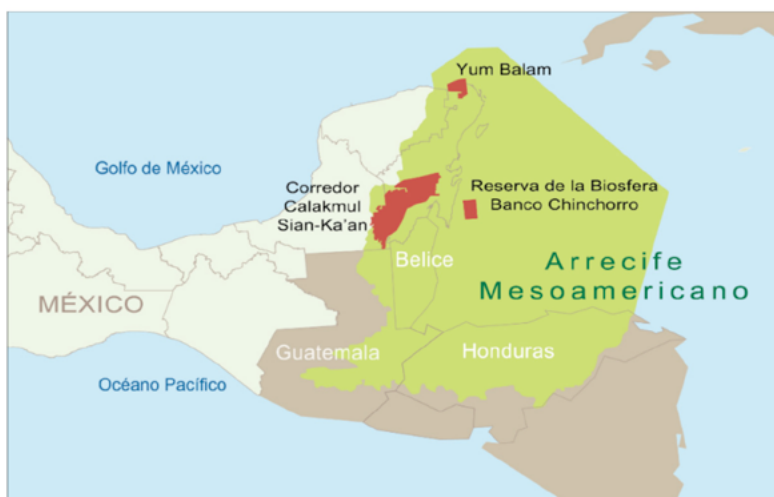 Yum Balam
Golfo de México
Corredor
Calakmul
Sian-Ka'an
Reserva de la Biosfera
Banco Chinchorro
Belice
Arrecife
Mesoamericano
MÉXICO
Guatemala
Honduras
Océano Pacífico